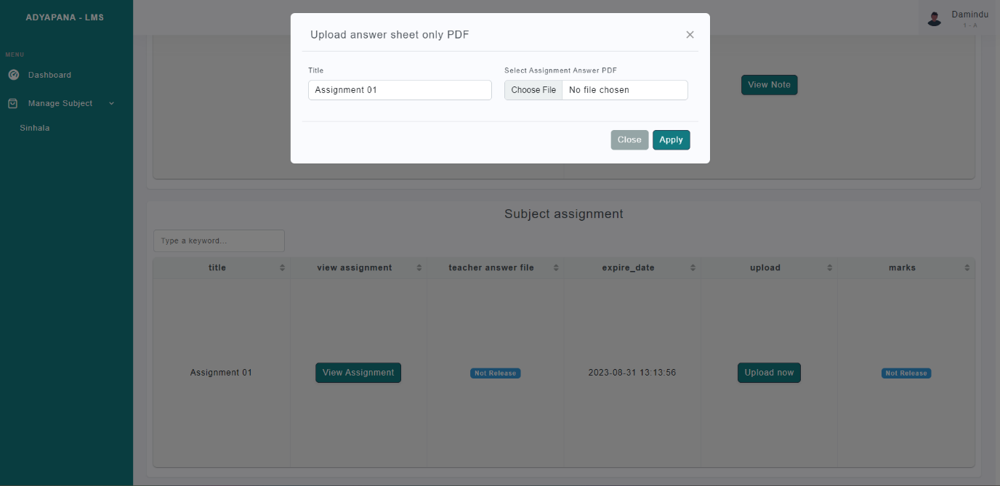 ADYAPANA - LMS
MENU
Dashboard
Manage Subject
Sinhala
Damindu
1 - A
Upload answer sheet only PDF
Title
Select Assignment Answer PDF
Assignment 01
Choose File No file chosen
Close Apply
View Note
Subject assignment
Type a keyword...
title view assignment teacher answer file expire_date upload marks
Assignment 01 View Assignment Not Release 2023-08-31 13:13:56 Upload now Not Release